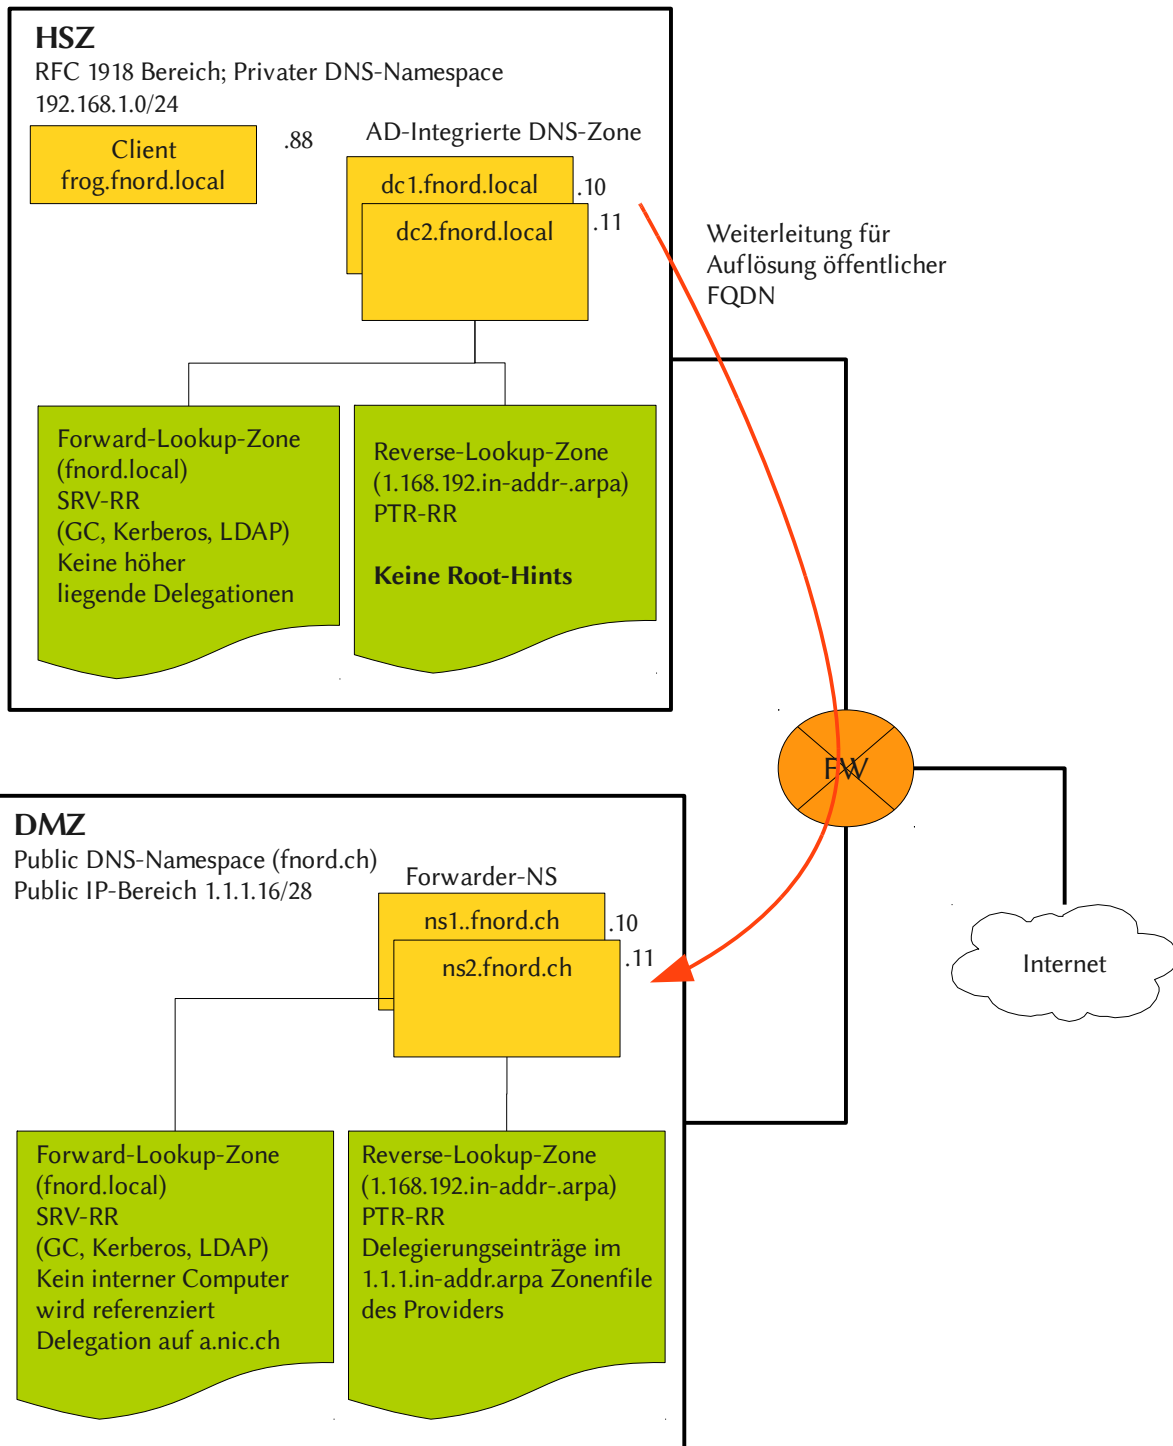 HSZ
RFC 1918 Bereich; Privater DNS-Namespace
192.168.1.0/24
Client
frog.fnord.local
.88
AD-Integrierte DNS-Zone
dc1.fnord.local
.10
dc2.fnord.local
.11
Weiterleitung für
Auflösung öffentlicher
FQDN
Forward-Lookup-Zone
(fnord.local)
SRV-RR
(GC, Kerberos, LDAP)
Keine höher
liegende Delegationen
Reverse-Lookup-Zone
(1.168.192.in-addr-.arpa)
PTR-RR
Keine Root-Hints
FW
DMZ
Public DNS-Namespace (fnord.ch)
Public IP-Bereich 1.1.1.16/28
Forwarder-NS
ns1..fnord.ch
.10
ns2.fnord.ch
.11
Internet
Forward-Lookup-Zone
(fnord.local)
SRV-RR
(GC, Kerberos, LDAP)
Kein interner Computer
wird referenziert
Delegation auf a.nic.ch
Reverse-Lookup-Zone
(1.168.192.in-addr-.arpa)
PTR-RR
Delegierungseinträge im
1.1.1.in-addr.arpa Zonenfile
des Providers